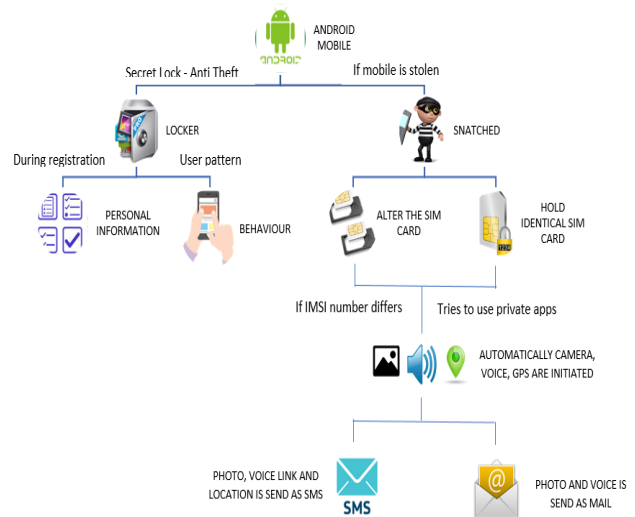 ANDROID
MOBILE
ANDROID
Secret Lock - Anti Theft
If mobile is stolen
PRO
LOCKER
SNATCHED
During registration
User pattern
PERSONAL
INFORMATION
BEHAVIOUR
ALTER THE SIM
CARD
HOLD
IDENTICAL SIM
CARD
1234
If IMSI number differs
Tries to use private apps
AUTOMATICALLY CAMERA,
VOICE, GPS ARE INITIATED
PHOTO, VOICE LINK AND
LOCATION IS SEND AS SMS
SMS
@
PHOTO AND VOICE IS
SEND AS MAIL